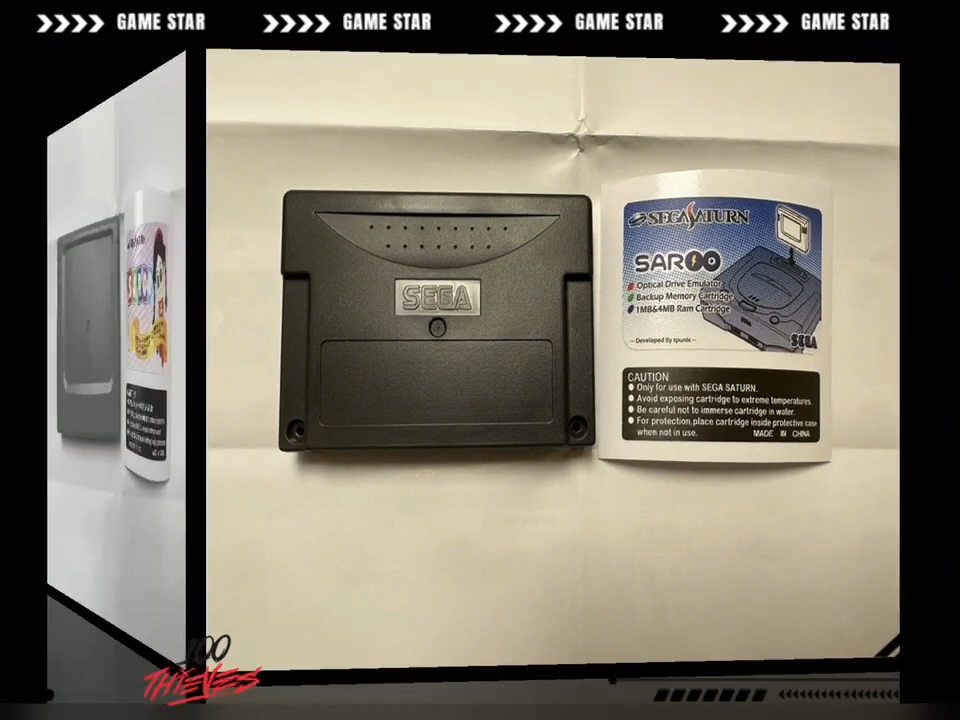 GAME STAR GAME STAR GAME STAR GAME STAR
SEGA
SEGA SATURN
SAROO
Optical Drive Emulator
Backup Memory Cartridge
1MB&4MB Ram Cartridge
SEGA
--Developed By tpunix--
CAUTION
Only for use with SEGA SATURN.
Avoid exposing cartridge to extreme temperatures.
Be careful not to immerse cartridge in water.
For protection,place cartridge inside protective case
when not in use. MADE IN CHINA
100
THIEVES